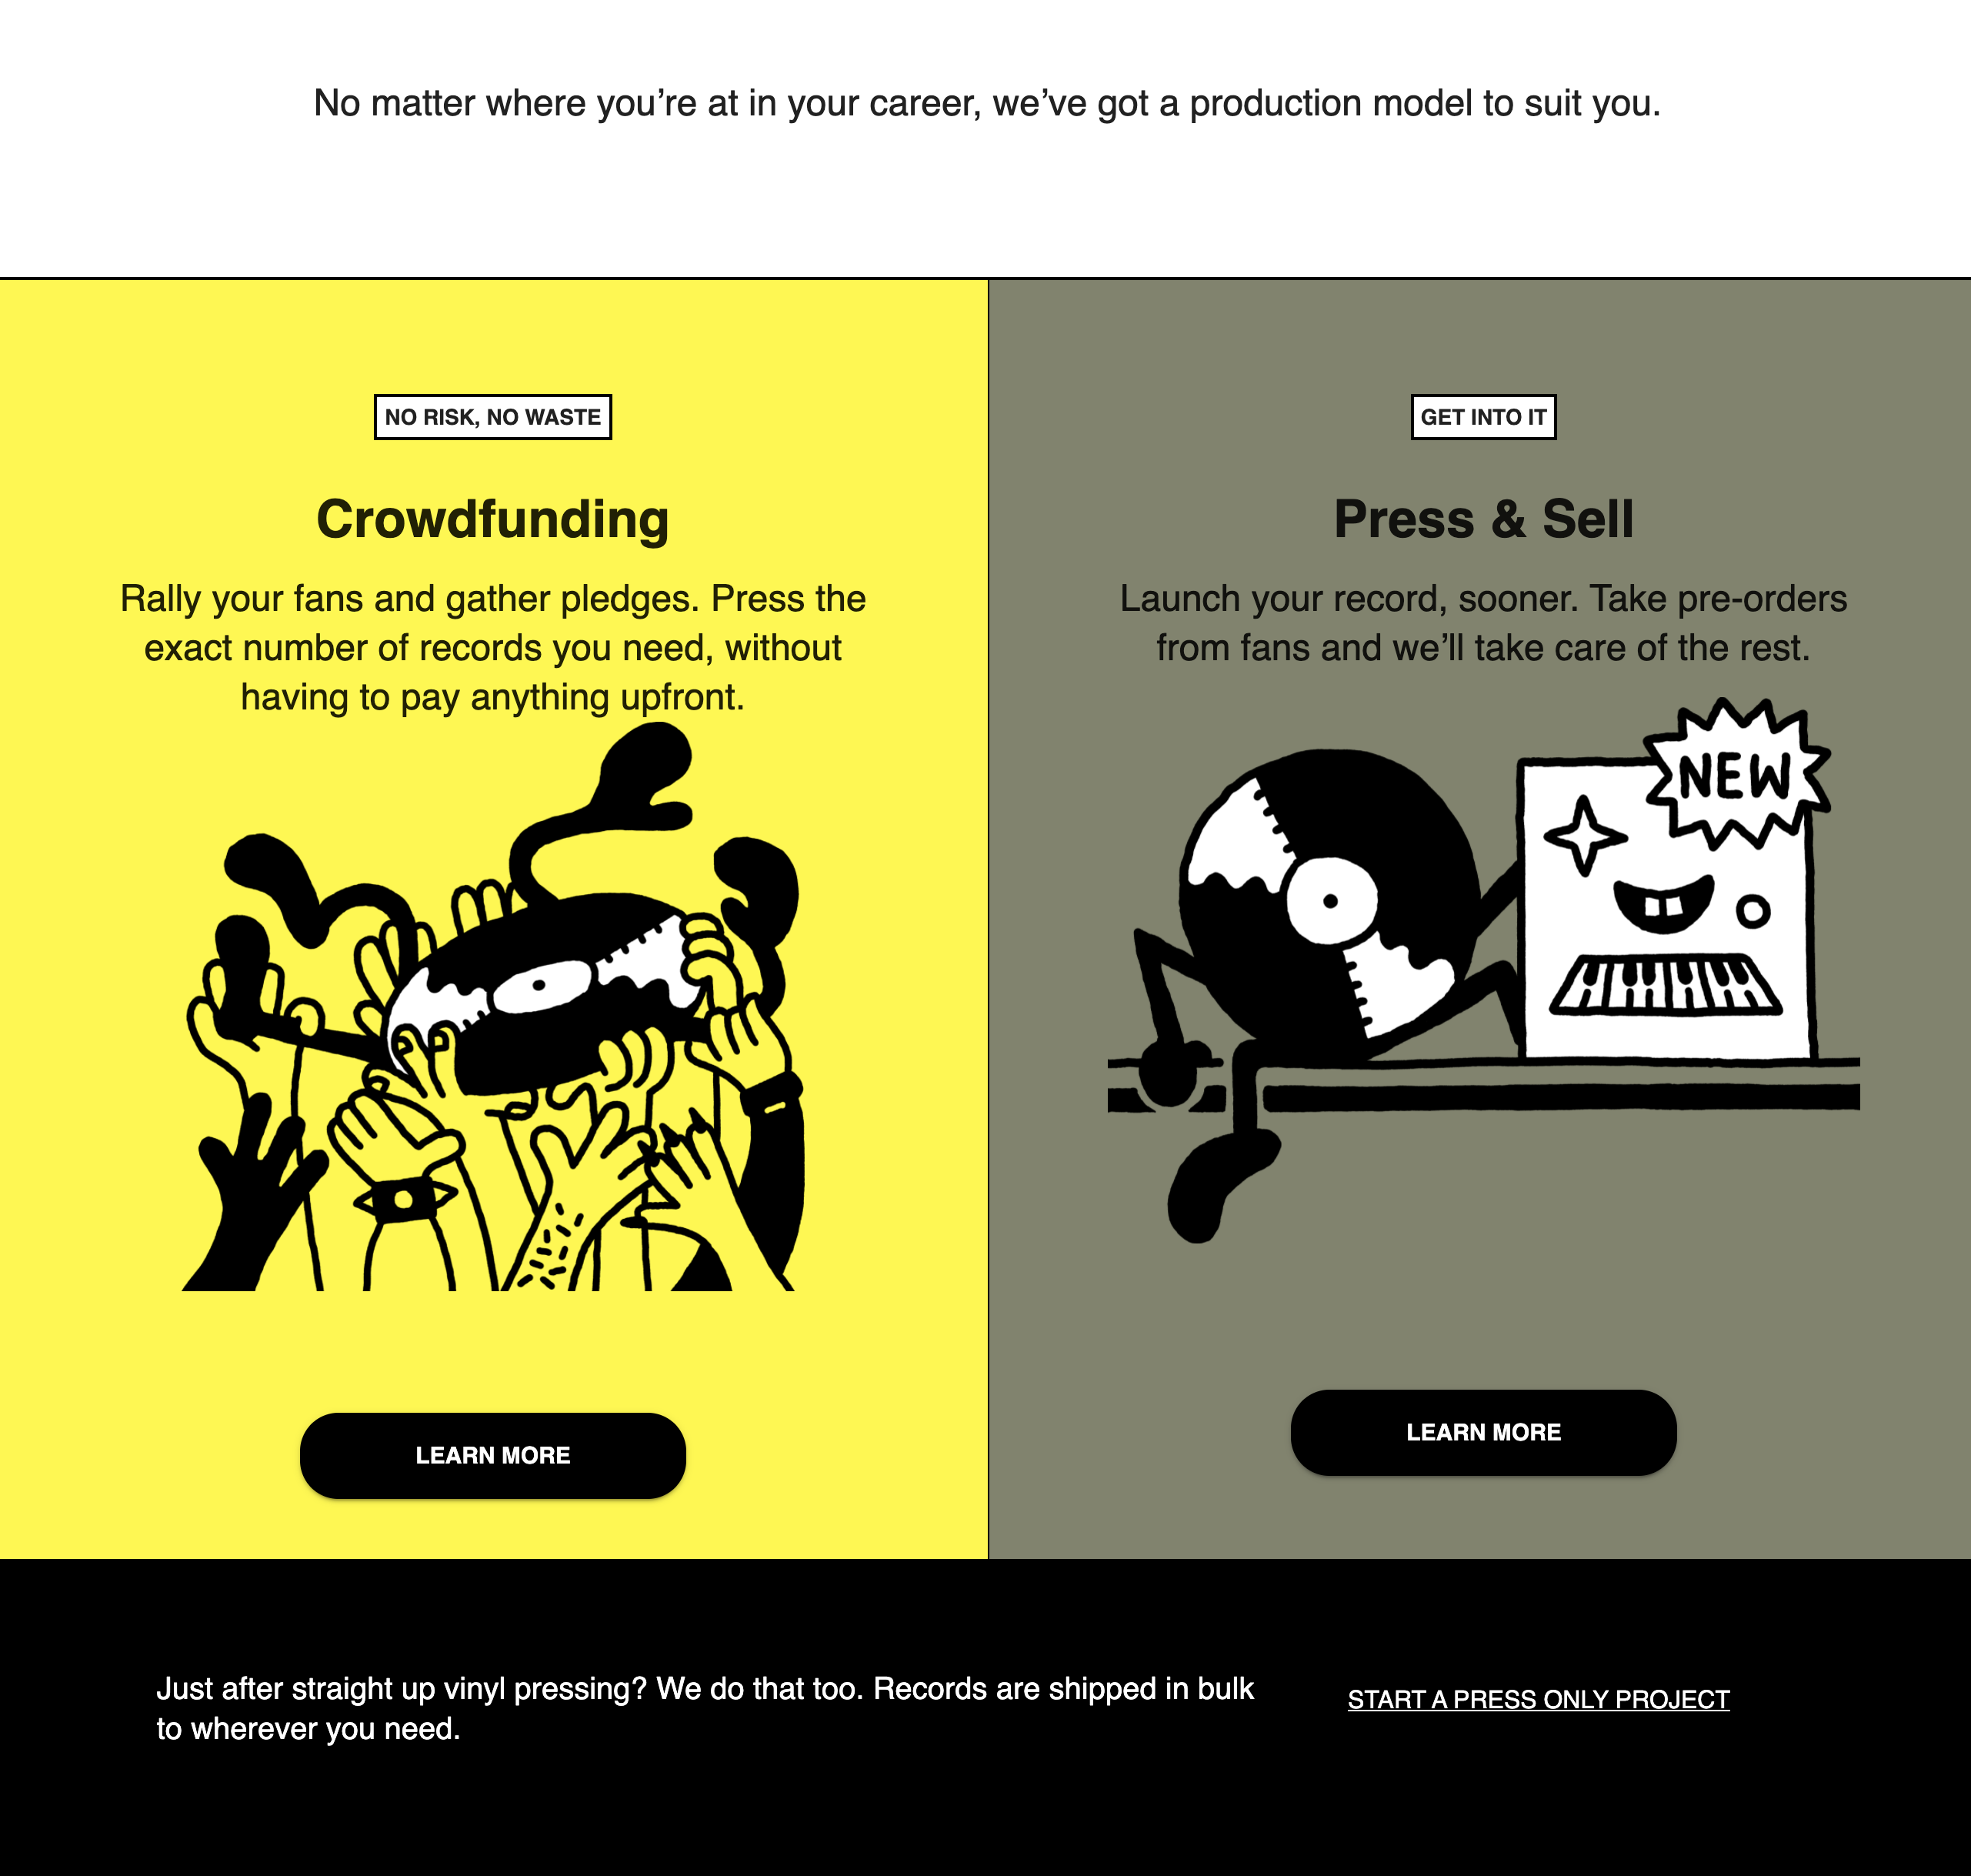 No matter where you’re at in your career, we’ve got a production model to suit you.
NO RISK, NO WASTE
Crowdfunding
Rally your fans and gather pledges. Press the
exact number of records you need, without
having to pay anything upfront.
LEARN MORE
GET INTO IT
Press & Sell
Launch your record, sooner. Take pre-orders
from fans and we’ll take care of the rest.
NEW
LEARN MORE
Just after straight up vinyl pressing? We do that too. Records are shipped in bulk
to wherever you need.
START A PRESS ONLY PROJECT